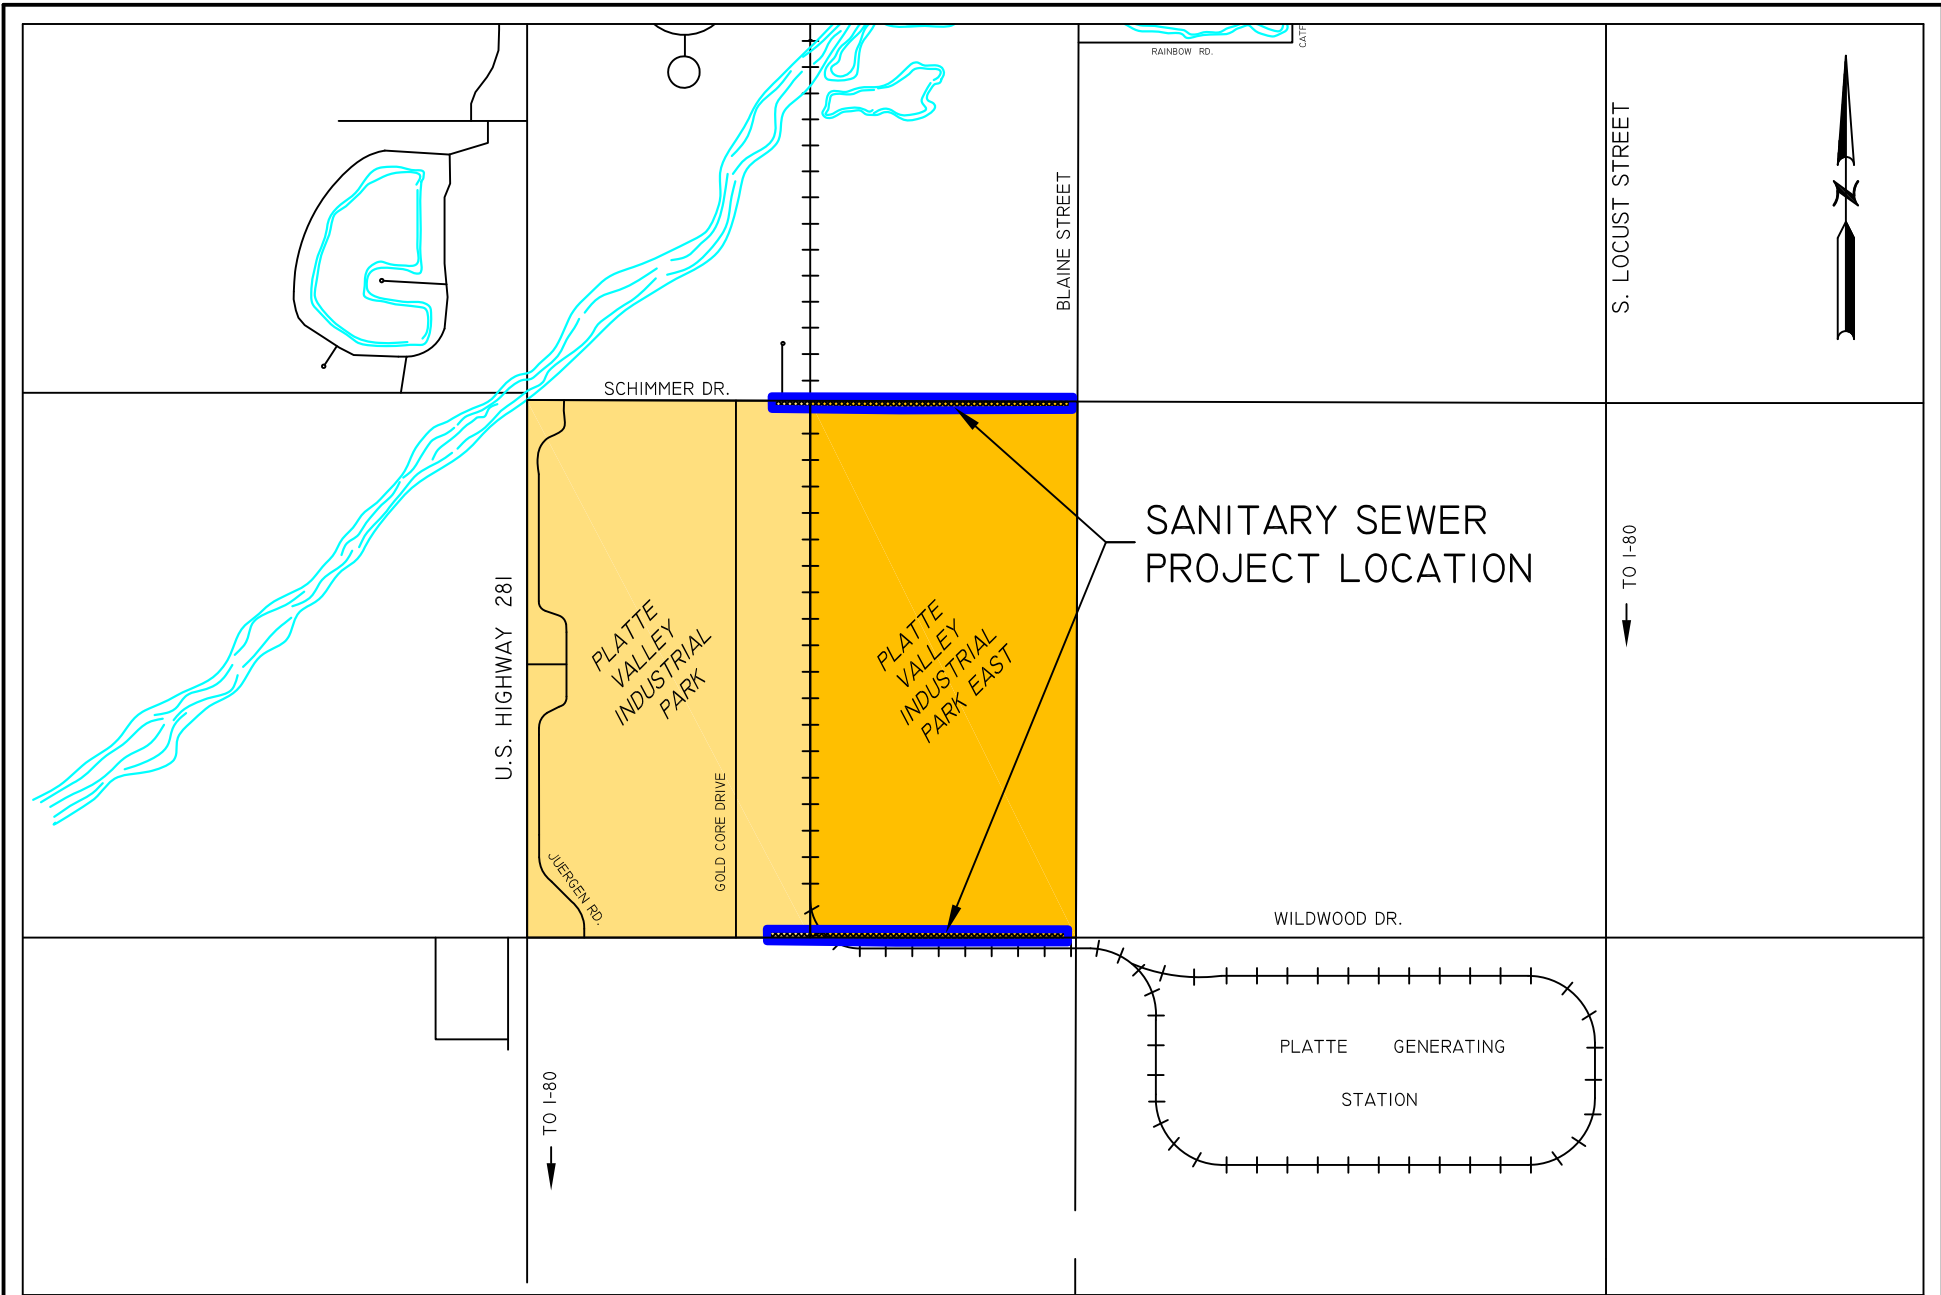 RAINBOW RD.
CATF
S. LOCUST STREET
N
BLAINE STREET
SCHIMMER DR.
SANITARY SEWER
PROJECT LOCATION
TO I-80
U.S. HIGHWAY 281
PLATTE
VALLEY
INDUSTRIAL
PARK
PLATTE
VALLEY
INDUSTRIAL
PARK EAST
GOLD CORE DRIVE
JUERGEN RD.
WILDWOOD DR.
PLATTE GENERATING
STATION
TO I-80